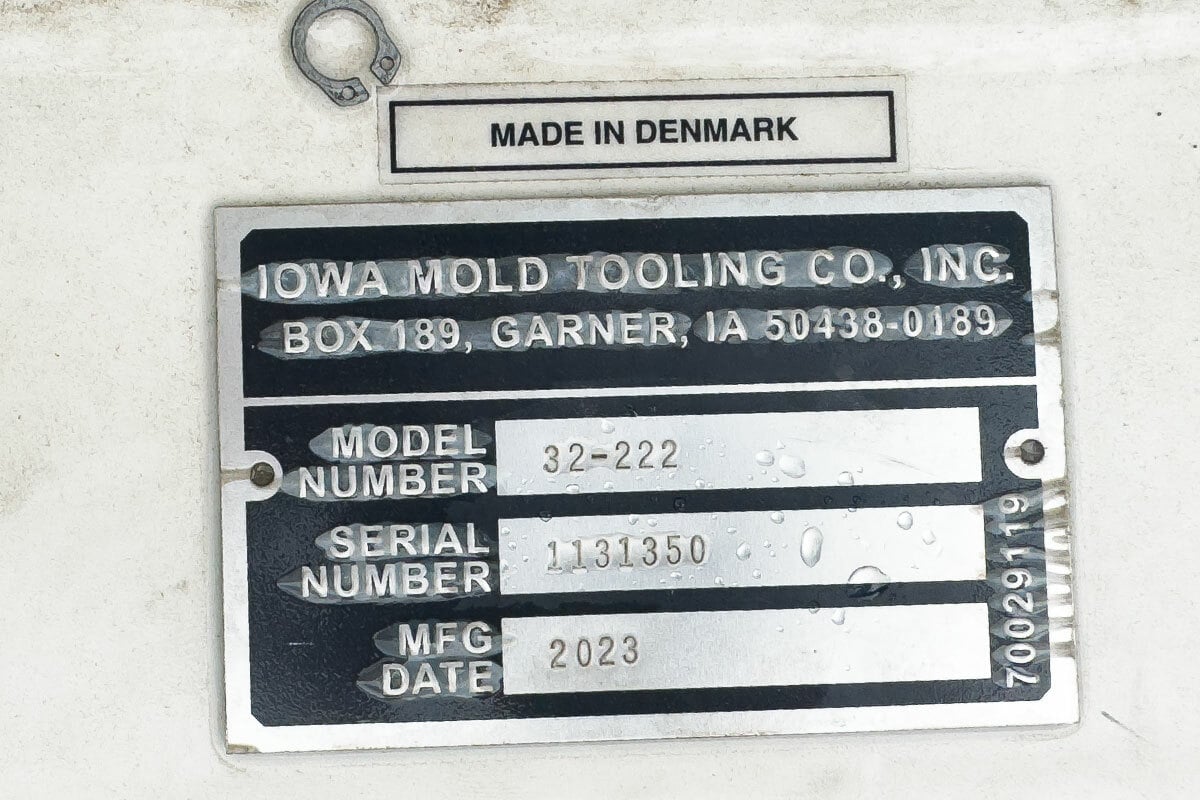 MADE IN DENMARK
IOWA MOLD TOOLING CO., INC.
BOX 189, GARNER, IA 50438-0189
MODEL
NUMBER
32-222
SERIAL
NUMBER
1131350
MFG
DATE
2023
70029119